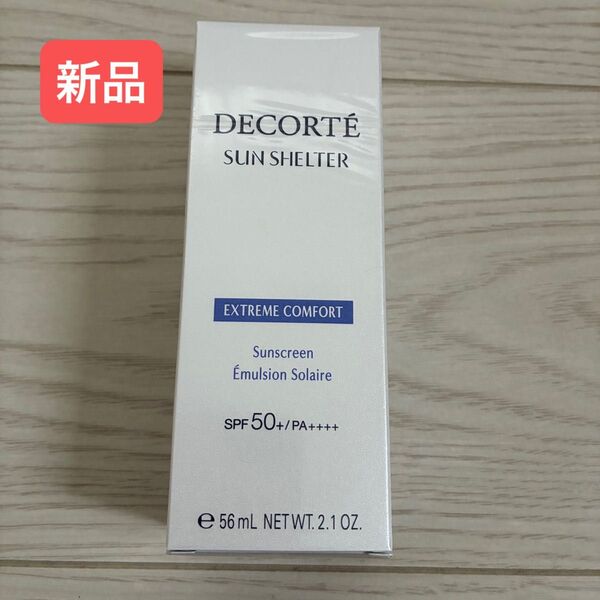 新品
DECORTÉ
SUN SHELTER
EXTREME COMFORT
Sunscreen
Émulsion Solaire
SPF 50+/PA++++
℮ 56 mL NET WT. 2.1 OZ.